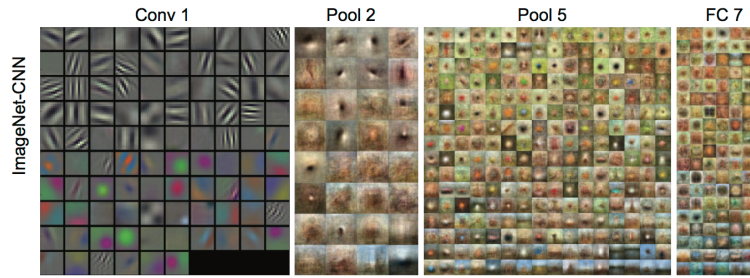 Conv 1
Pool 2
Pool 5
FC 7
ImageNet-CNN